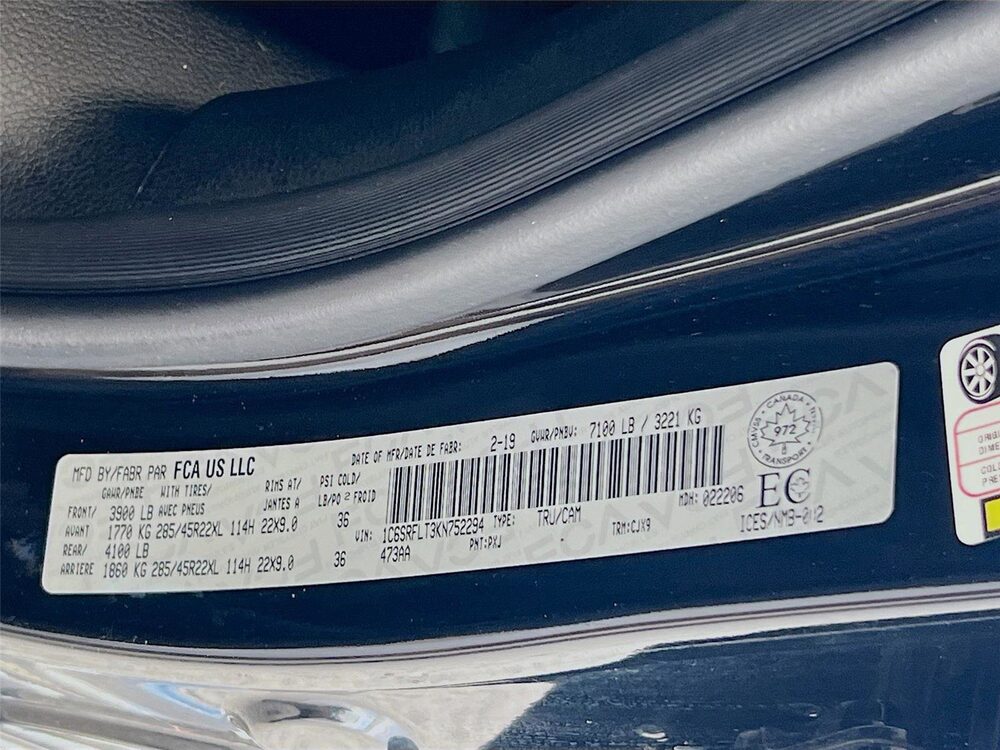 MFD BY/FABR PAR FCA US LLC
DATE OF MFR/DATE DE FABR: 2-19 GVWR/PNBV: 7100 LB / 3221 KG
GAWR/PNBE WITH TIRES/ RIMS AT/ PSI COLD/
AVEC PNEUS JANTES A LB/PO² FROID
FRONT/ 3900 LB
AVANT 1770 KG 285/45R22XL 114H 22X9.0 36
REAR/ 4100 LB
ARRIERE 1860 KG 285/45R22XL 114H 22X9.0 36
VIN: 1C6SRFLT3KN752294 TYPE: TRU/CAM MDH: 022206
473AA PNT:PXJ TRM:CJX9
CMVSS
CANADA
972
TRANSPORT
EC